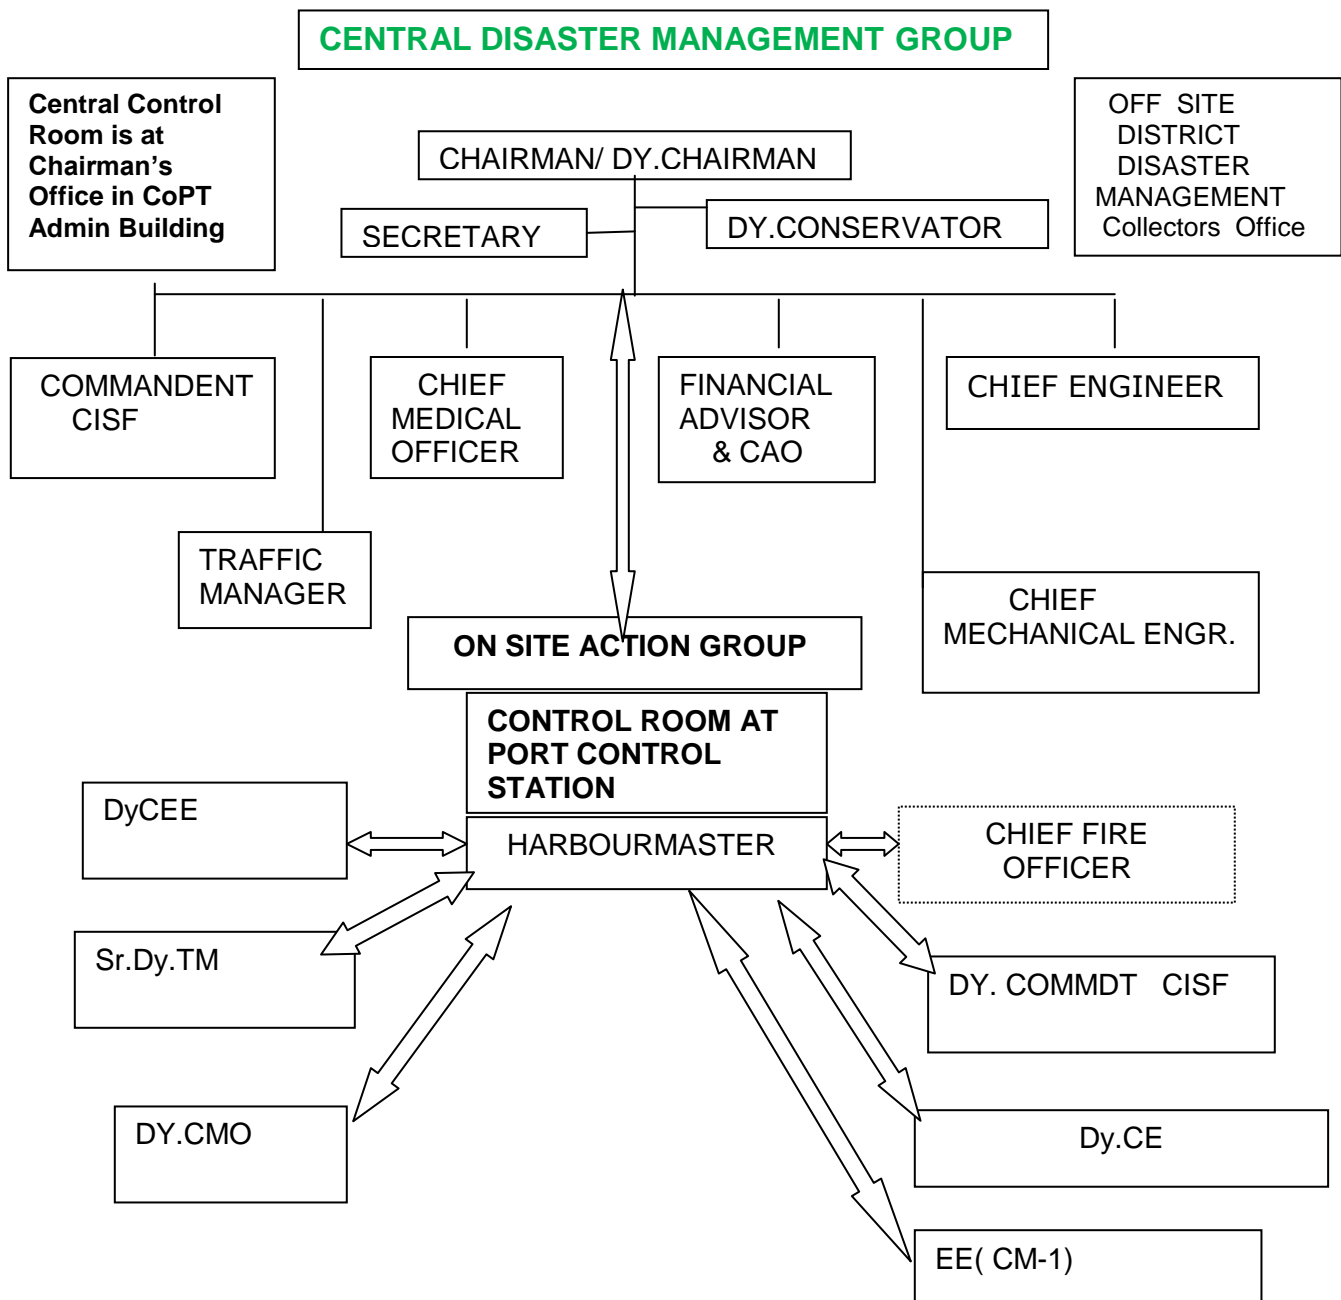 CENTRAL DISASTER MANAGEMENT GROUP
Central Control
Room is at
Chairman’s
Office in CoPT
Admin Building
OFF SITE
DISTRICT
DISASTER
MANAGEMENT
Collectors Office
CHAIRMAN/ DY.CHAIRMAN
SECRETARY
DY.CONSERVATOR
COMMANDENT
CISF
CHIEF
MEDICAL
OFFICER
FINANCIAL
ADVISOR
& CAO
CHIEF ENGINEER
TRAFFIC
MANAGER
CHIEF
MECHANICAL ENGR.
ON SITE ACTION GROUP
CONTROL ROOM AT
PORT CONTROL
STATION
DyCEE
HARBOURMASTER
CHIEF FIRE
OFFICER
Sr.Dy.TM
DY. COMMDT CISF
DY.CMO
Dy.CE
EE( CM-1)